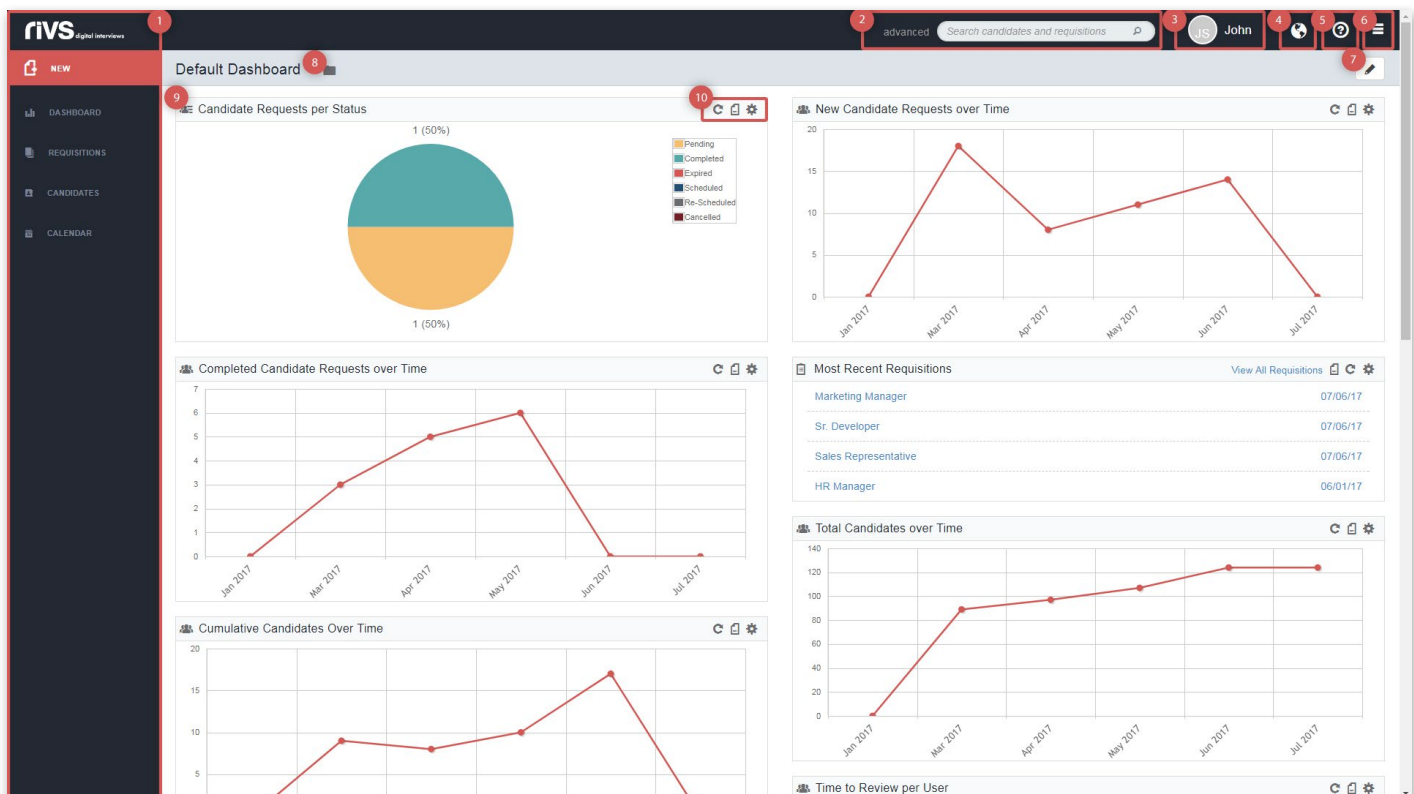 rivs digital interviews
1
2
advanced
Search candidates and requisitions
3
JS
John
4
5
6
NEW
Default Dashboard
8
7
DASHBOARD
REQUISITIONS
CANDIDATES
CALENDAR
9
Candidate Requests per Status
10
1 (50%)
Pending
Completed
Expired
Scheduled
Re-Scheduled
Cancelled
1 (50%)
New Candidate Requests over Time
20
15
10
5
0
Jan 2017
Mar 2017
Apr 2017
May 2017
Jun 2017
Jul 2017
Completed Candidate Requests over Time
7
6
5
4
3
2
1
0
Jan 2017
Mar 2017
Apr 2017
May 2017
Jun 2017
Jul 2017
Most Recent Requisitions
View All Requisitions
Marketing Manager 07/06/17
Sr. Developer 07/06/17
Sales Representative 07/06/17
HR Manager 06/01/17
Total Candidates over Time
140
120
100
80
60
40
20
0
Jan 2017
Mar 2017
Apr 2017
May 2017
Jun 2017
Jul 2017
Cumulative Candidates Over Time
20
15
10
5
Time to Review per User